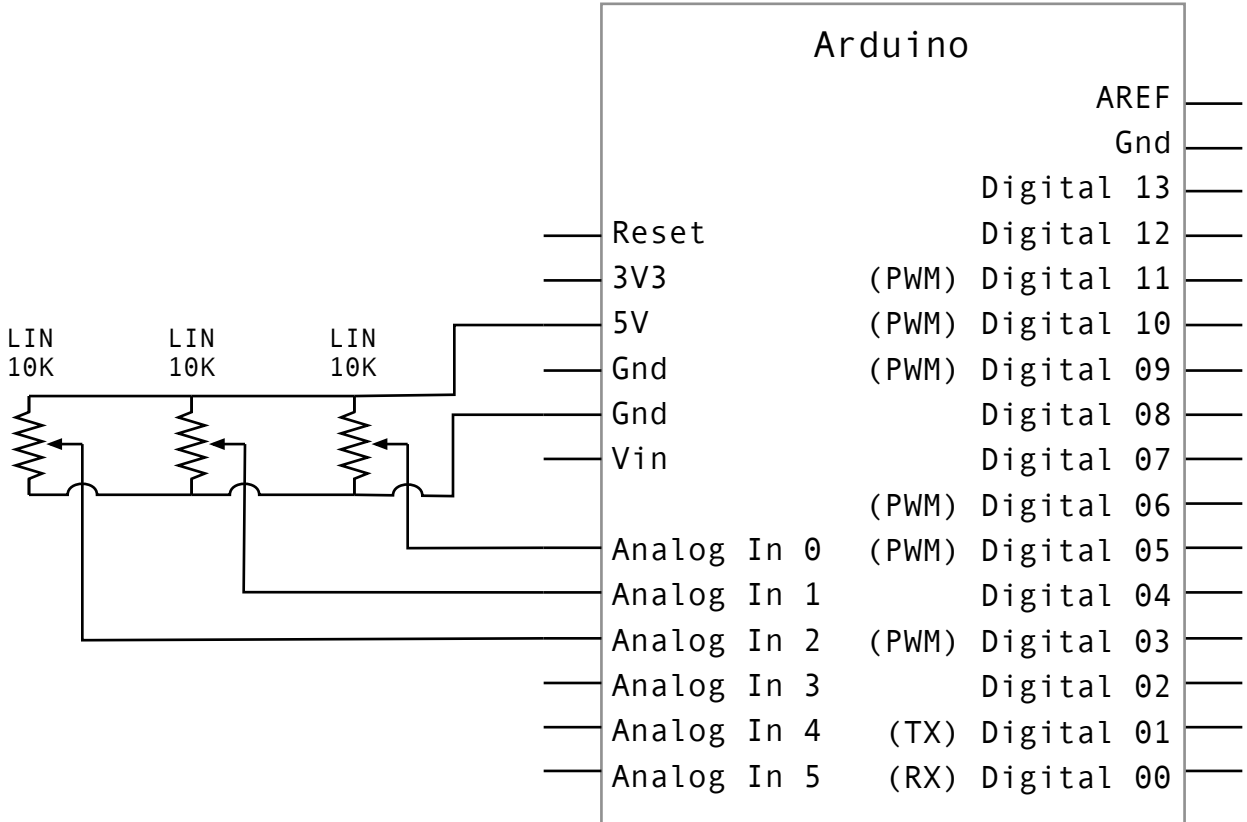 Arduino
AREF
Gnd
Digital 13
Reset
Digital 12
3V3
(PWM) Digital 11
5V
(PWM) Digital 10
LIN
10K
LIN
10K
LIN
10K
Gnd
(PWM) Digital 09
Gnd
Digital 08
Vin
Digital 07
(PWM) Digital 06
Analog In 0
(PWM) Digital 05
Analog In 1
Digital 04
Analog In 2
(PWM) Digital 03
Analog In 3
Digital 02
Analog In 4
(TX) Digital 01
Analog In 5
(RX) Digital 00